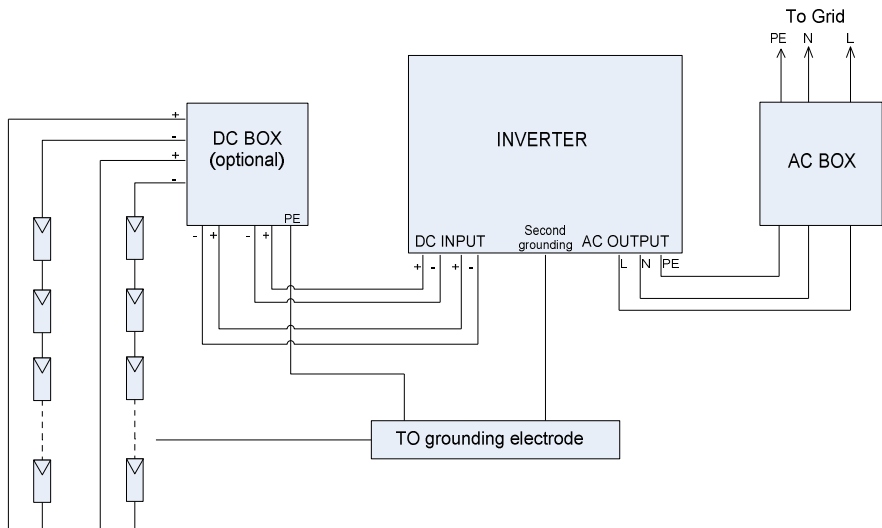 To Grid
PE N L
+
-
+
-
DC BOX
(optional)
PE
- + - +
INVERTER
DC INPUT
Second
grounding
AC OUTPUT
+ - + -
L N PE
AC BOX
TO grounding electrode